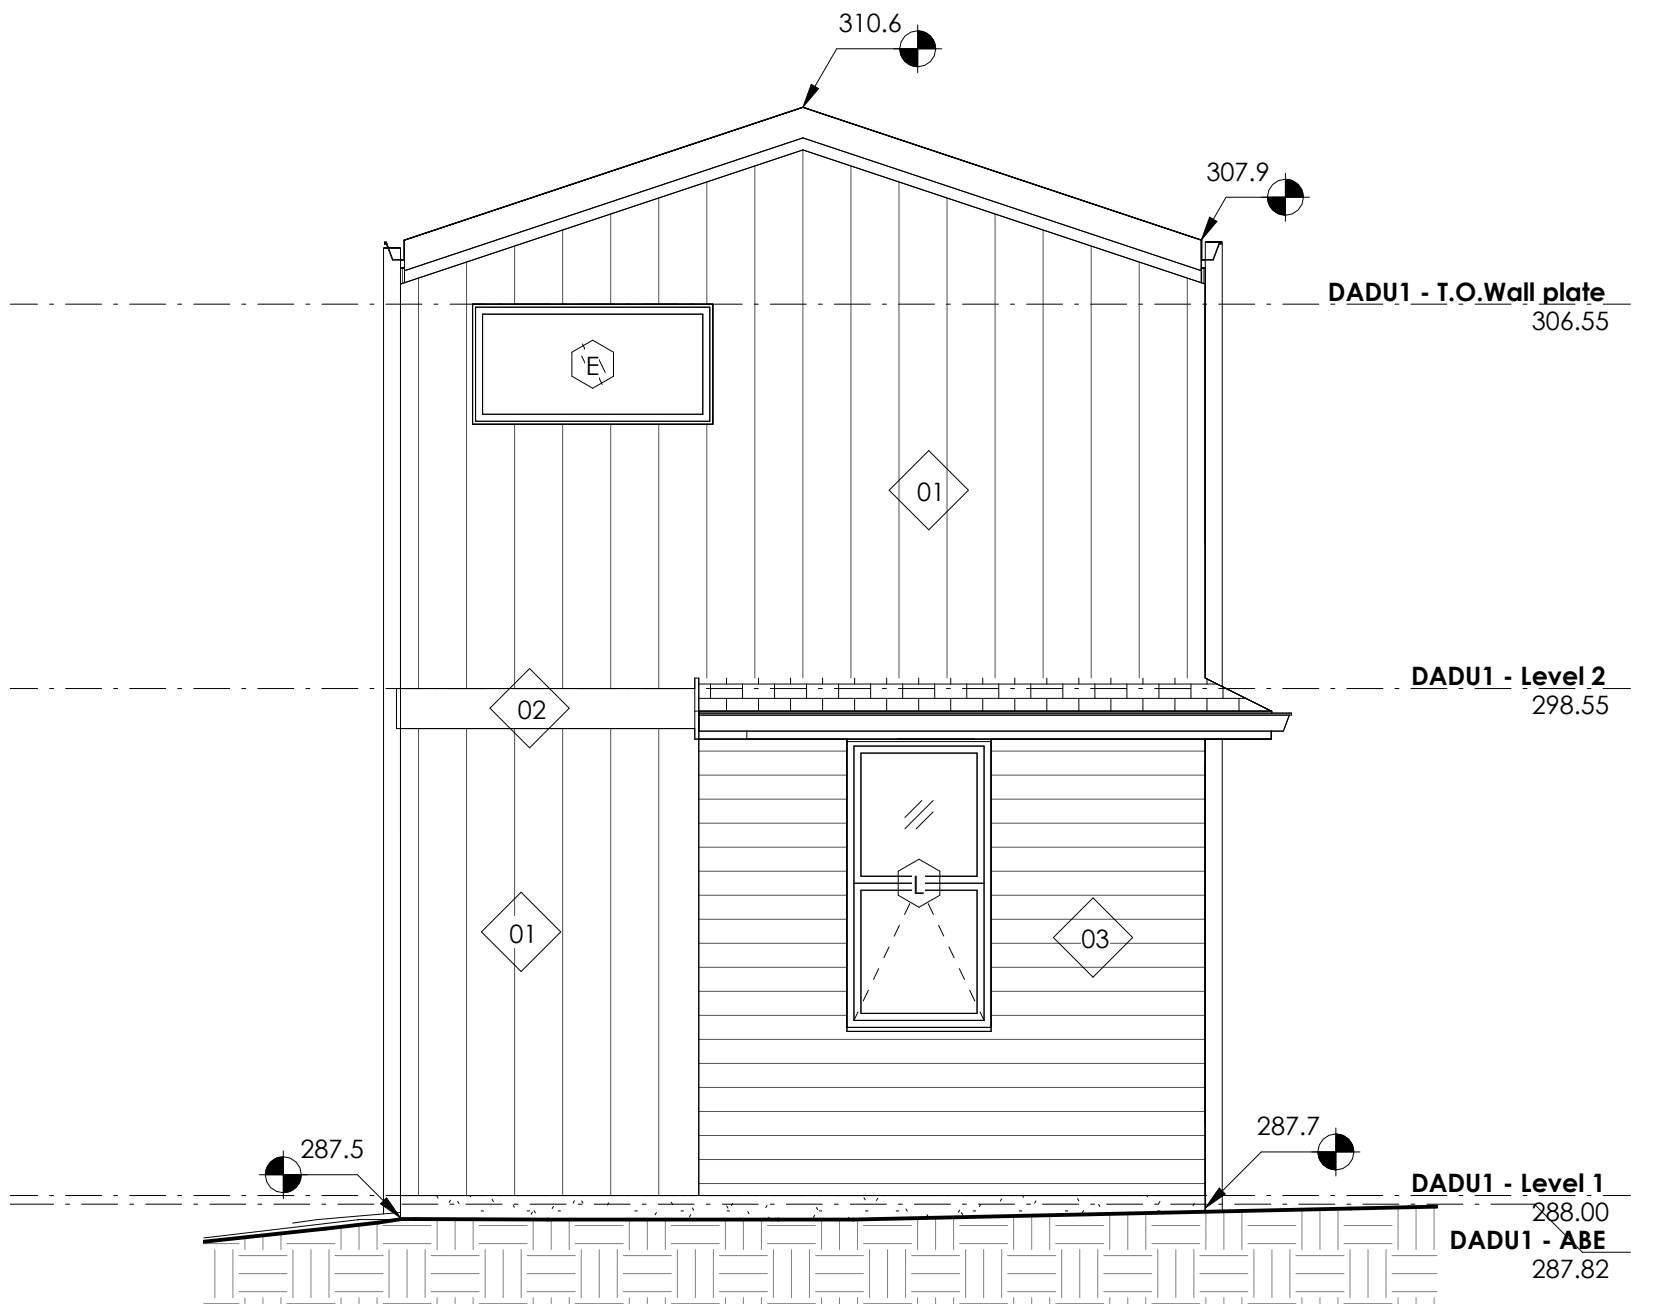 310.6
307.9
DADU1 - T.O.Wall plate
306.55
E
01
DADU1 - Level 2
298.55
02
L
01
03
287.5
287.7
DADU1 - Level 1
288.00
DADU1 - ABE
287.82